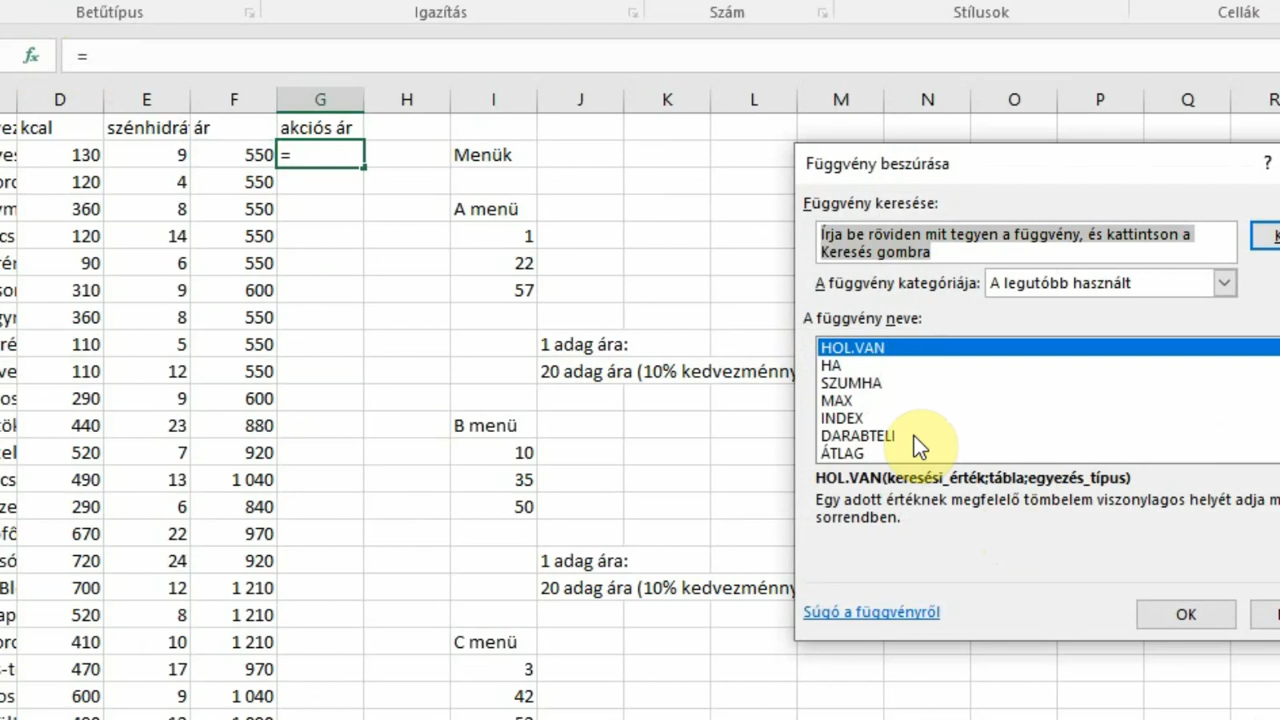 Betűtípus Igazítás Szám Stílusok Cellák
fx =
D E F G H I J K L M N O P Q R
kcal szénhidrát ár akciós ár
130 9 550 = Menük
120 4 550
360 8 550 A menü
120 14 550 1
90 6 550 22
310 9 600 57
360 8 550
110 5 550 1 adag ára:
110 12 550 20 adag ára (10% kedvezménny
290 9 600
440 23 880 B menü
520 7 920 10
490 13 1 040 35
290 6 840 50
670 22 970
720 24 920 1 adag ára:
700 12 1 210 20 adag ára (10% kedvezménny
520 8 1 210
410 10 1 210 C menü
470 17 970 3
600 9 1 040 42
Függvény beszúrása ?
Függvény keresése:
Írja be röviden mit tegyen a függvény, és kattintson a
Keresés gombra
A függvény kategóriája: A legutóbb használt
A függvény neve:
HOL.VAN
HA
SZUMHA
MAX
INDEX
DARABTELI
ÁTLAG
HOL.VAN(keresési_érték;tábla;egyezés_típus)
Egy adott értéknek megfelelő tömbelem viszonylagos helyét adja m
sorrendben.
Súgó a függvényről
OK